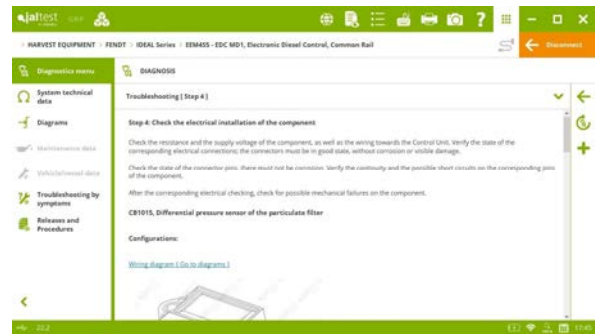 jaltest
HARVEST EQUIPMENT > FENDT > IDEAL Series > EEM455 - EDC MD1, Electronic Diesel Control, Common Rail
Disconnect
Diagnostics menu
DIAGNOSIS
System technical data
Diagrams
Maintenance data
Vehicle/vessel data
Troubleshooting by symptoms
Releases and Procedures
Troubleshooting [ Step 4 ]
Step 4: Check the electrical installation of the component
Check the resistance and the supply voltage of the component, as well as the wiring towards the Control Unit. Verify the state of the
corresponding electrical connections; the connectors must be in good state, without corrosion or visible damage.
Check the state of the connector pins, there must not be corrosion. Verify the continuity and the possible short circuits on the corresponding pins
of the component.
After the corresponding electrical checking, check for possible mechanical failures on the component.
CB1015, Differential pressure sensor of the particulate filter
Configurations:
Wiring diagram ( Go to diagrams )
22.2
17:45